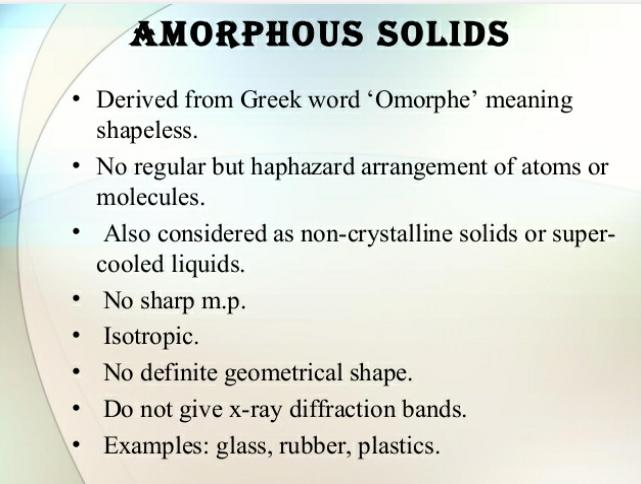 AMORPHOUS SOLIDS
• Derived from Greek word ‘Omorphe’ meaning
shapeless.
• No regular but haphazard arrangement of atoms or
molecules.
• Also considered as non-crystalline solids or super-
cooled liquids.
• No sharp m.p.
• Isotropic.
• No definite geometrical shape.
• Do not give x-ray diffraction bands.
• Examples: glass, rubber, plastics.